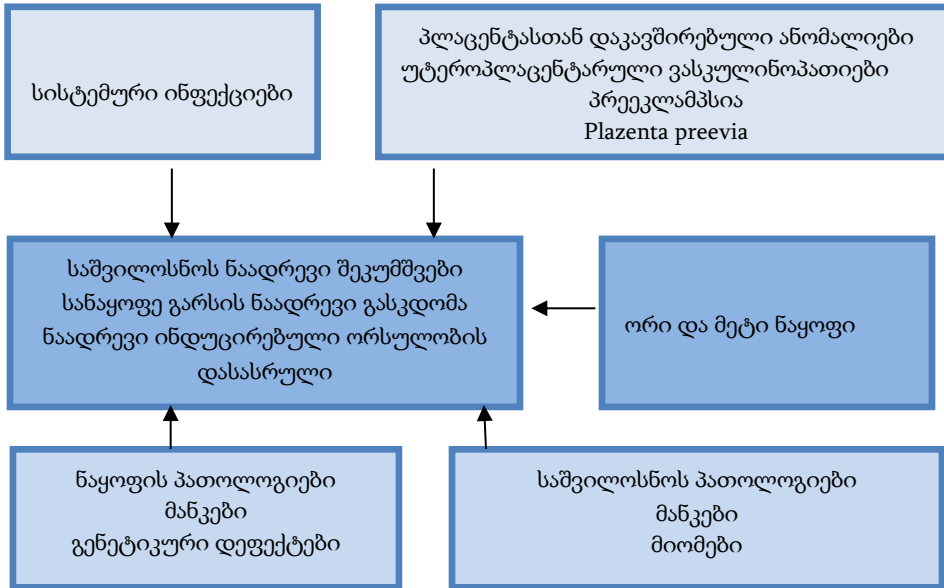 სისტემური ინფექციები
პლაცენტასთან დაკავშირებული ანომალიები
უტეროპლაცენტარული ვასკულინოპათიები
პრეეკლამპსია
Plazenta preevia
საშვილოსნოს ნაადრევი შეკუმშვები
სანაყოფე გარსის ნაადრევი გასკდომა
ნაადრევი ინდუცირებული ორსულობის
დასასრული
ორი და მეტი ნაყოფი
ნაყოფის პათოლოგიები
მანკები
გენეტიკური დეფექტები
საშვილოსნოს პათოლოგიები
მანკები
მიომები